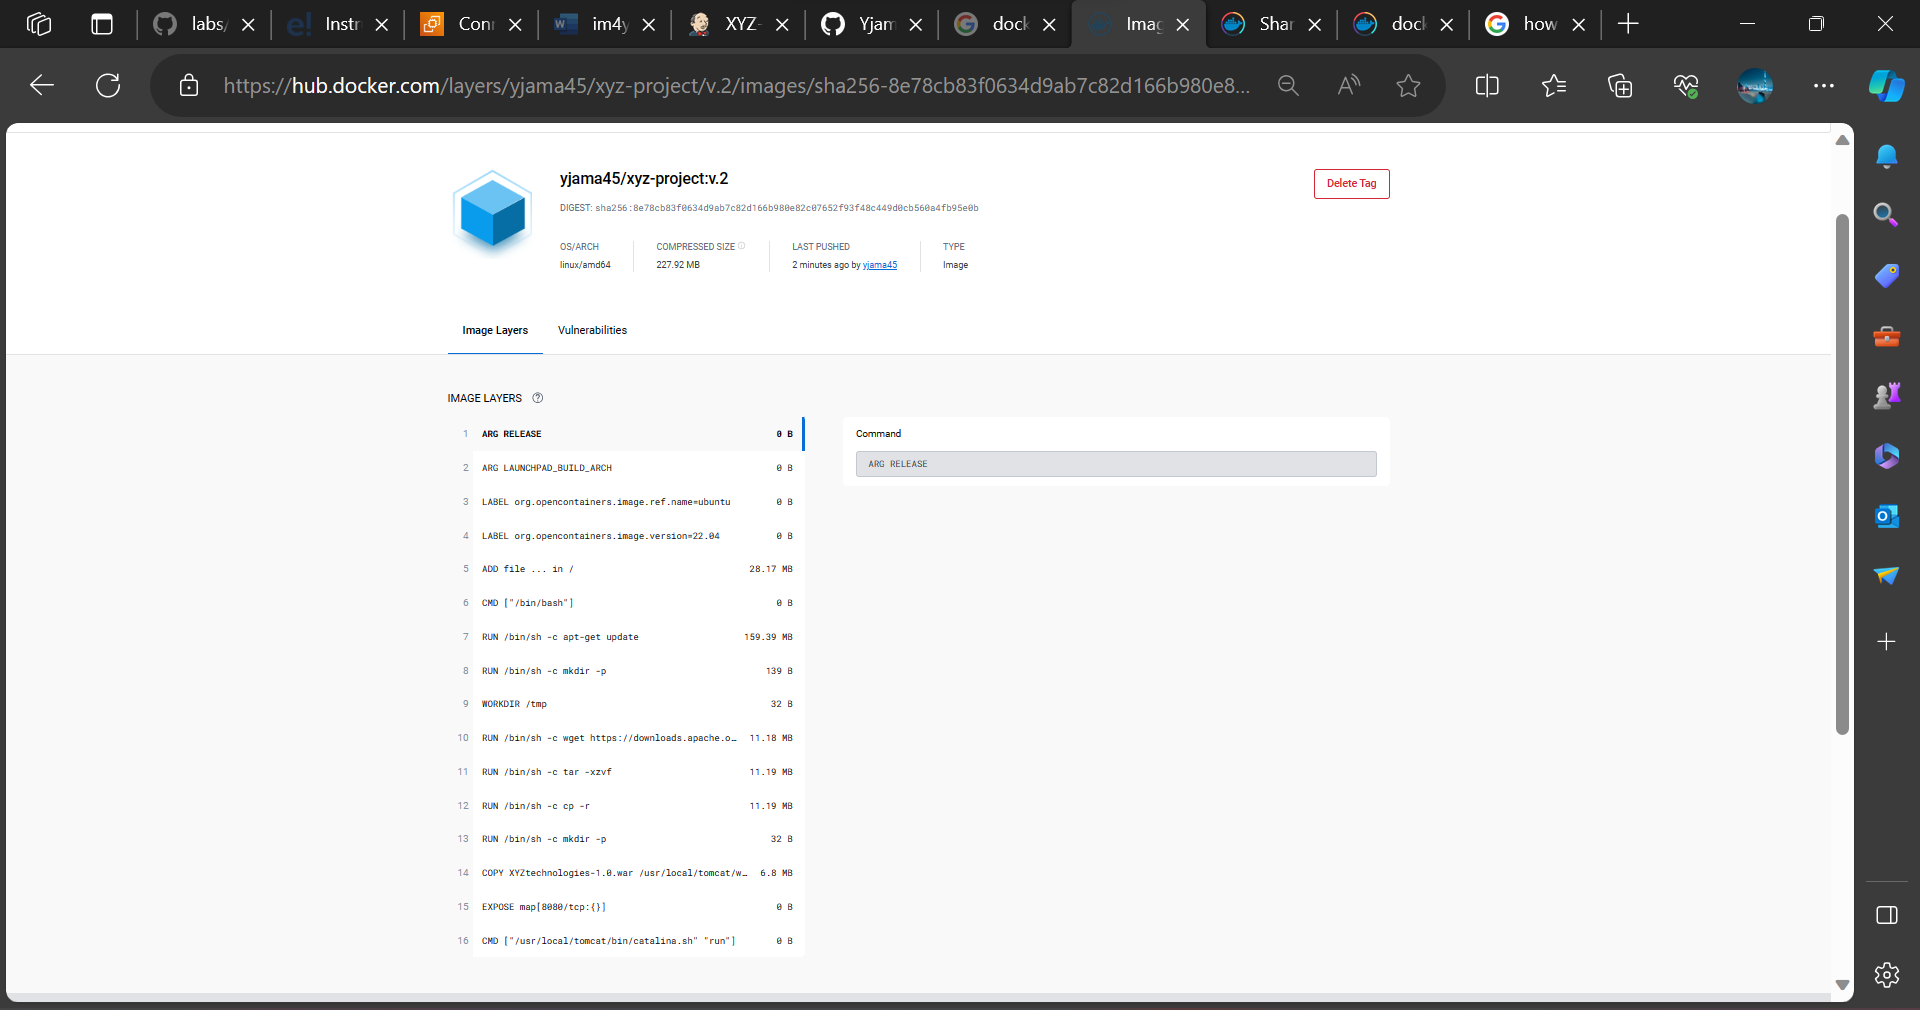 labs/
Instr
Conr
im4y
XYZ-
Yjam
dock
Imag
Shar
dock
how
https://hub.docker.com/layers/yjama45/xyz-project/v.2/images/sha256-8e78cb83f0634d9ab7c82d166b980e8...
yjama45/xyz-project:v.2
Delete Tag
DIGEST: sha256:8e78cb83f0634d9ab7c82d166b980e82c07652f93f48c449d0cb560a4fb95e0b
OS/ARCH
linux/amd64
COMPRESSED SIZE
227.92 MB
LAST PUSHED
2 minutes ago by yjama45
TYPE
Image
Image Layers
Vulnerabilities
IMAGE LAYERS
1 ARG RELEASE 0 B
2 ARG LAUNCHPAD_BUILD_ARCH 0 B
3 LABEL org.opencontainers.image.ref.name=ubuntu 0 B
4 LABEL org.opencontainers.image.version=22.04 0 B
5 ADD file ... in / 28.17 MB
6 CMD ["/bin/bash"] 0 B
7 RUN /bin/sh -c apt-get update 159.39 MB
8 RUN /bin/sh -c mkdir -p 139 B
9 WORKDIR /tmp 32 B
10 RUN /bin/sh -c wget https://downloads.apache.o… 11.18 MB
11 RUN /bin/sh -c tar -xzvf 11.19 MB
12 RUN /bin/sh -c cp -r 11.19 MB
13 RUN /bin/sh -c mkdir -p 32 B
14 COPY XYZtechnologies-1.0.war /usr/local/tomcat/w… 6.8 MB
15 EXPOSE map[8080/tcp:{}] 0 B
16 CMD ["/usr/local/tomcat/bin/catalina.sh" "run"] 0 B
Command
ARG RELEASE